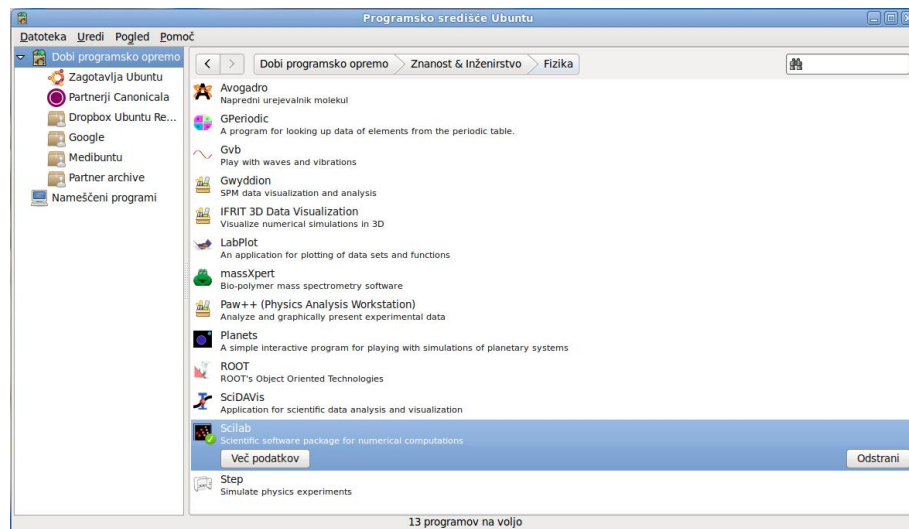 Programsko središče Ubuntu
Datoteka Uredi Pogled Pomoč
Dobi programsko opremo
Zagotavlja Ubuntu
Partnerji Canonicala
Dropbox Ubuntu Re...
Google
Medibuntu
Partner archive
Nameščeni programi
Dobi programsko opremo Znanost & Inženirstvo Fizika
Avogadro
Napredni urejevalnik molekul
GPeriodic
A program for looking up data of elements from the periodic table.
Gvb
Play with waves and vibrations
Gwyddion
SPM data visualization and analysis
IFRIT 3D Data Visualization
Visualize numerical simulations in 3D
LabPlot
An application for plotting of data sets and functions
massXpert
Bio-polymer mass spectrometry software
Paw++ (Physics Analysis Workstation)
Analyze and graphically present experimental data
Planets
A simple interactive program for playing with simulations of planetary systems
ROOT
ROOT's Object Oriented Technologies
SciDAVis
Application for scientific data analysis and visualization
Scilab
Scientific software package for numerical computations
Več podatkov Odstrani
Step
Simulate physics experiments
13 programov na voljo